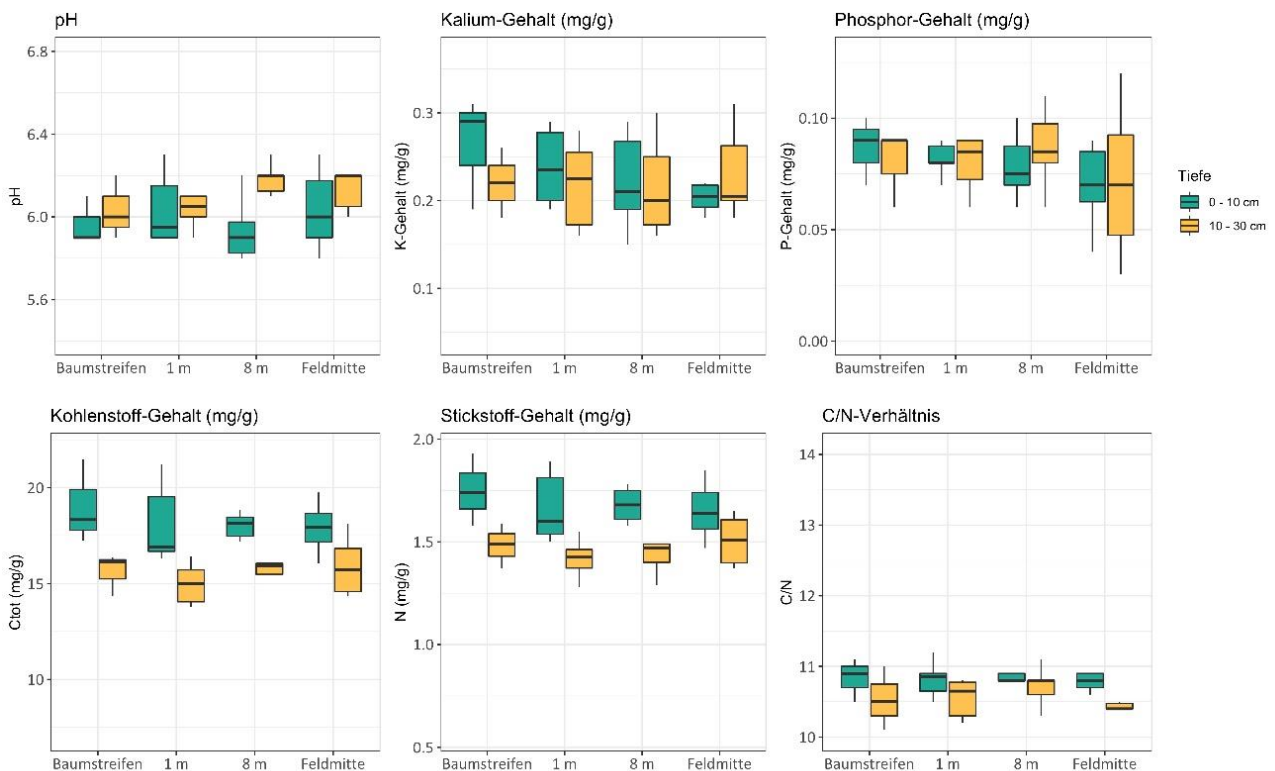 pH
6.8
6.4
6.0
5.6
pH
Baumstreifen 1 m 8 m Feldmitte
Kalium-Gehalt (mg/g)
0.3
0.2
0.1
K-Gehalt (mg/g)
Baumstreifen 1 m 8 m Feldmitte
Phosphor-Gehalt (mg/g)
0.10
0.05
0.00
P-Gehalt (mg/g)
Baumstreifen 1 m 8 m Feldmitte
Tiefe
0 - 10 cm
10 - 30 cm
Kohlenstoff-Gehalt (mg/g)
20
15
10
Ctot (mg/g)
Baumstreifen 1 m 8 m Feldmitte
Stickstoff-Gehalt (mg/g)
2.0
1.5
1.0
0.5
N (mg/g)
Baumstreifen 1 m 8 m Feldmitte
C/N-Verhältnis
14
13
12
11
10
C/N
Baumstreifen 1 m 8 m Feldmitte